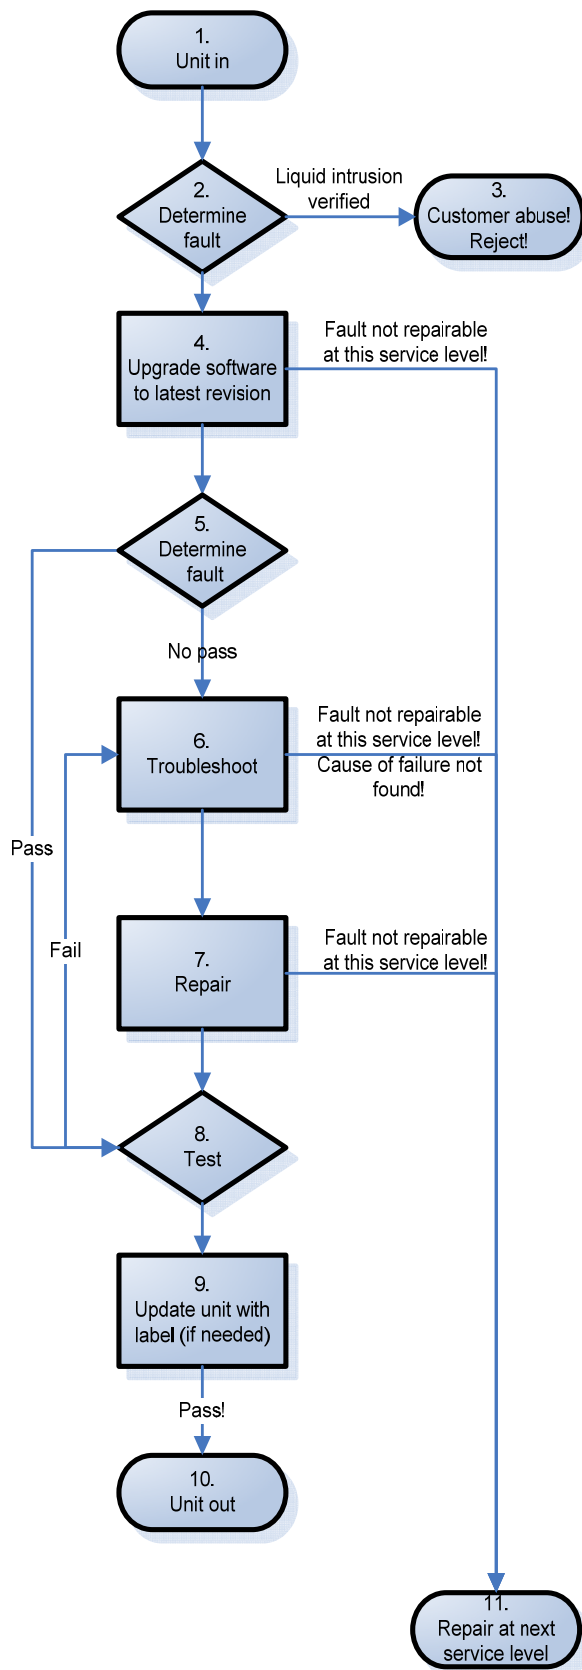 1.
Unit in
2.
Determine
fault
Liquid intrusion
verified
3.
Customer abuse!
Reject!
4.
Upgrade software
to latest revision
Fault not repairable
at this service level!
5.
Determine
fault
No pass
6.
Troubleshoot
Fault not repairable
at this service level!
Cause of failure not
found!
Pass
Fail
7.
Repair
Fault not repairable
at this service level!
8.
Test
9.
Update unit with
label (if needed)
Pass!
10.
Unit out
11.
Repair at next
service level